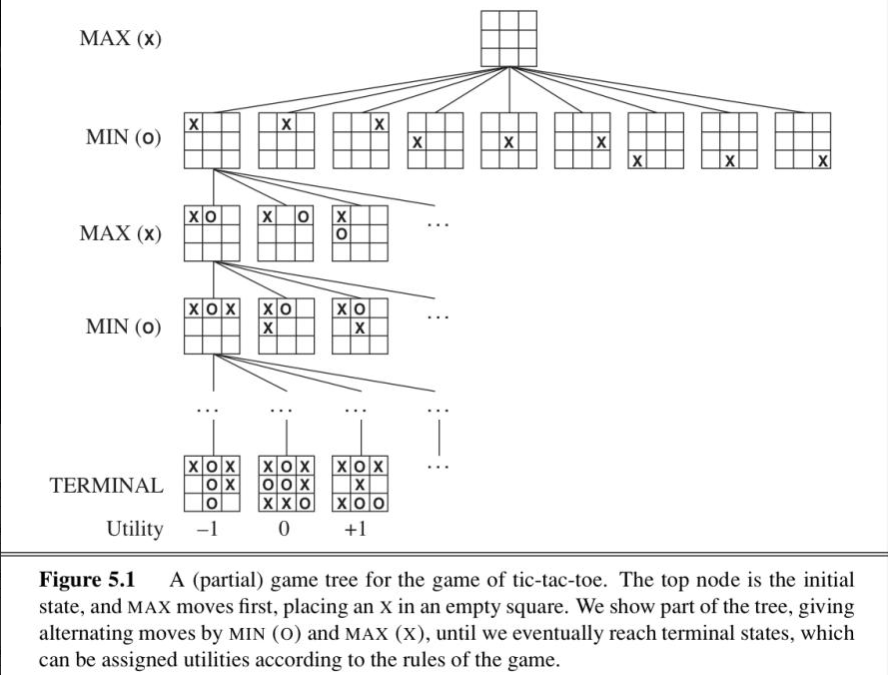 MAX (X)
MIN (O)
X X X X X X X X X
MAX (X)
X O X O X
O
...
MIN (O)
X O X X O X O
X X
...
... ... ... ...
TERMINAL
X O X X O X X O X
O X O O X X
O X X O X O O
...
Utility –1 0 +1
Figure 5.1 A (partial) game tree for the game of tic-tac-toe. The top node is the initial
state, and MAX moves first, placing an X in an empty square. We show part of the tree, giving
alternating moves by MIN (O) and MAX (X), until we eventually reach terminal states, which
can be assigned utilities according to the rules of the game.